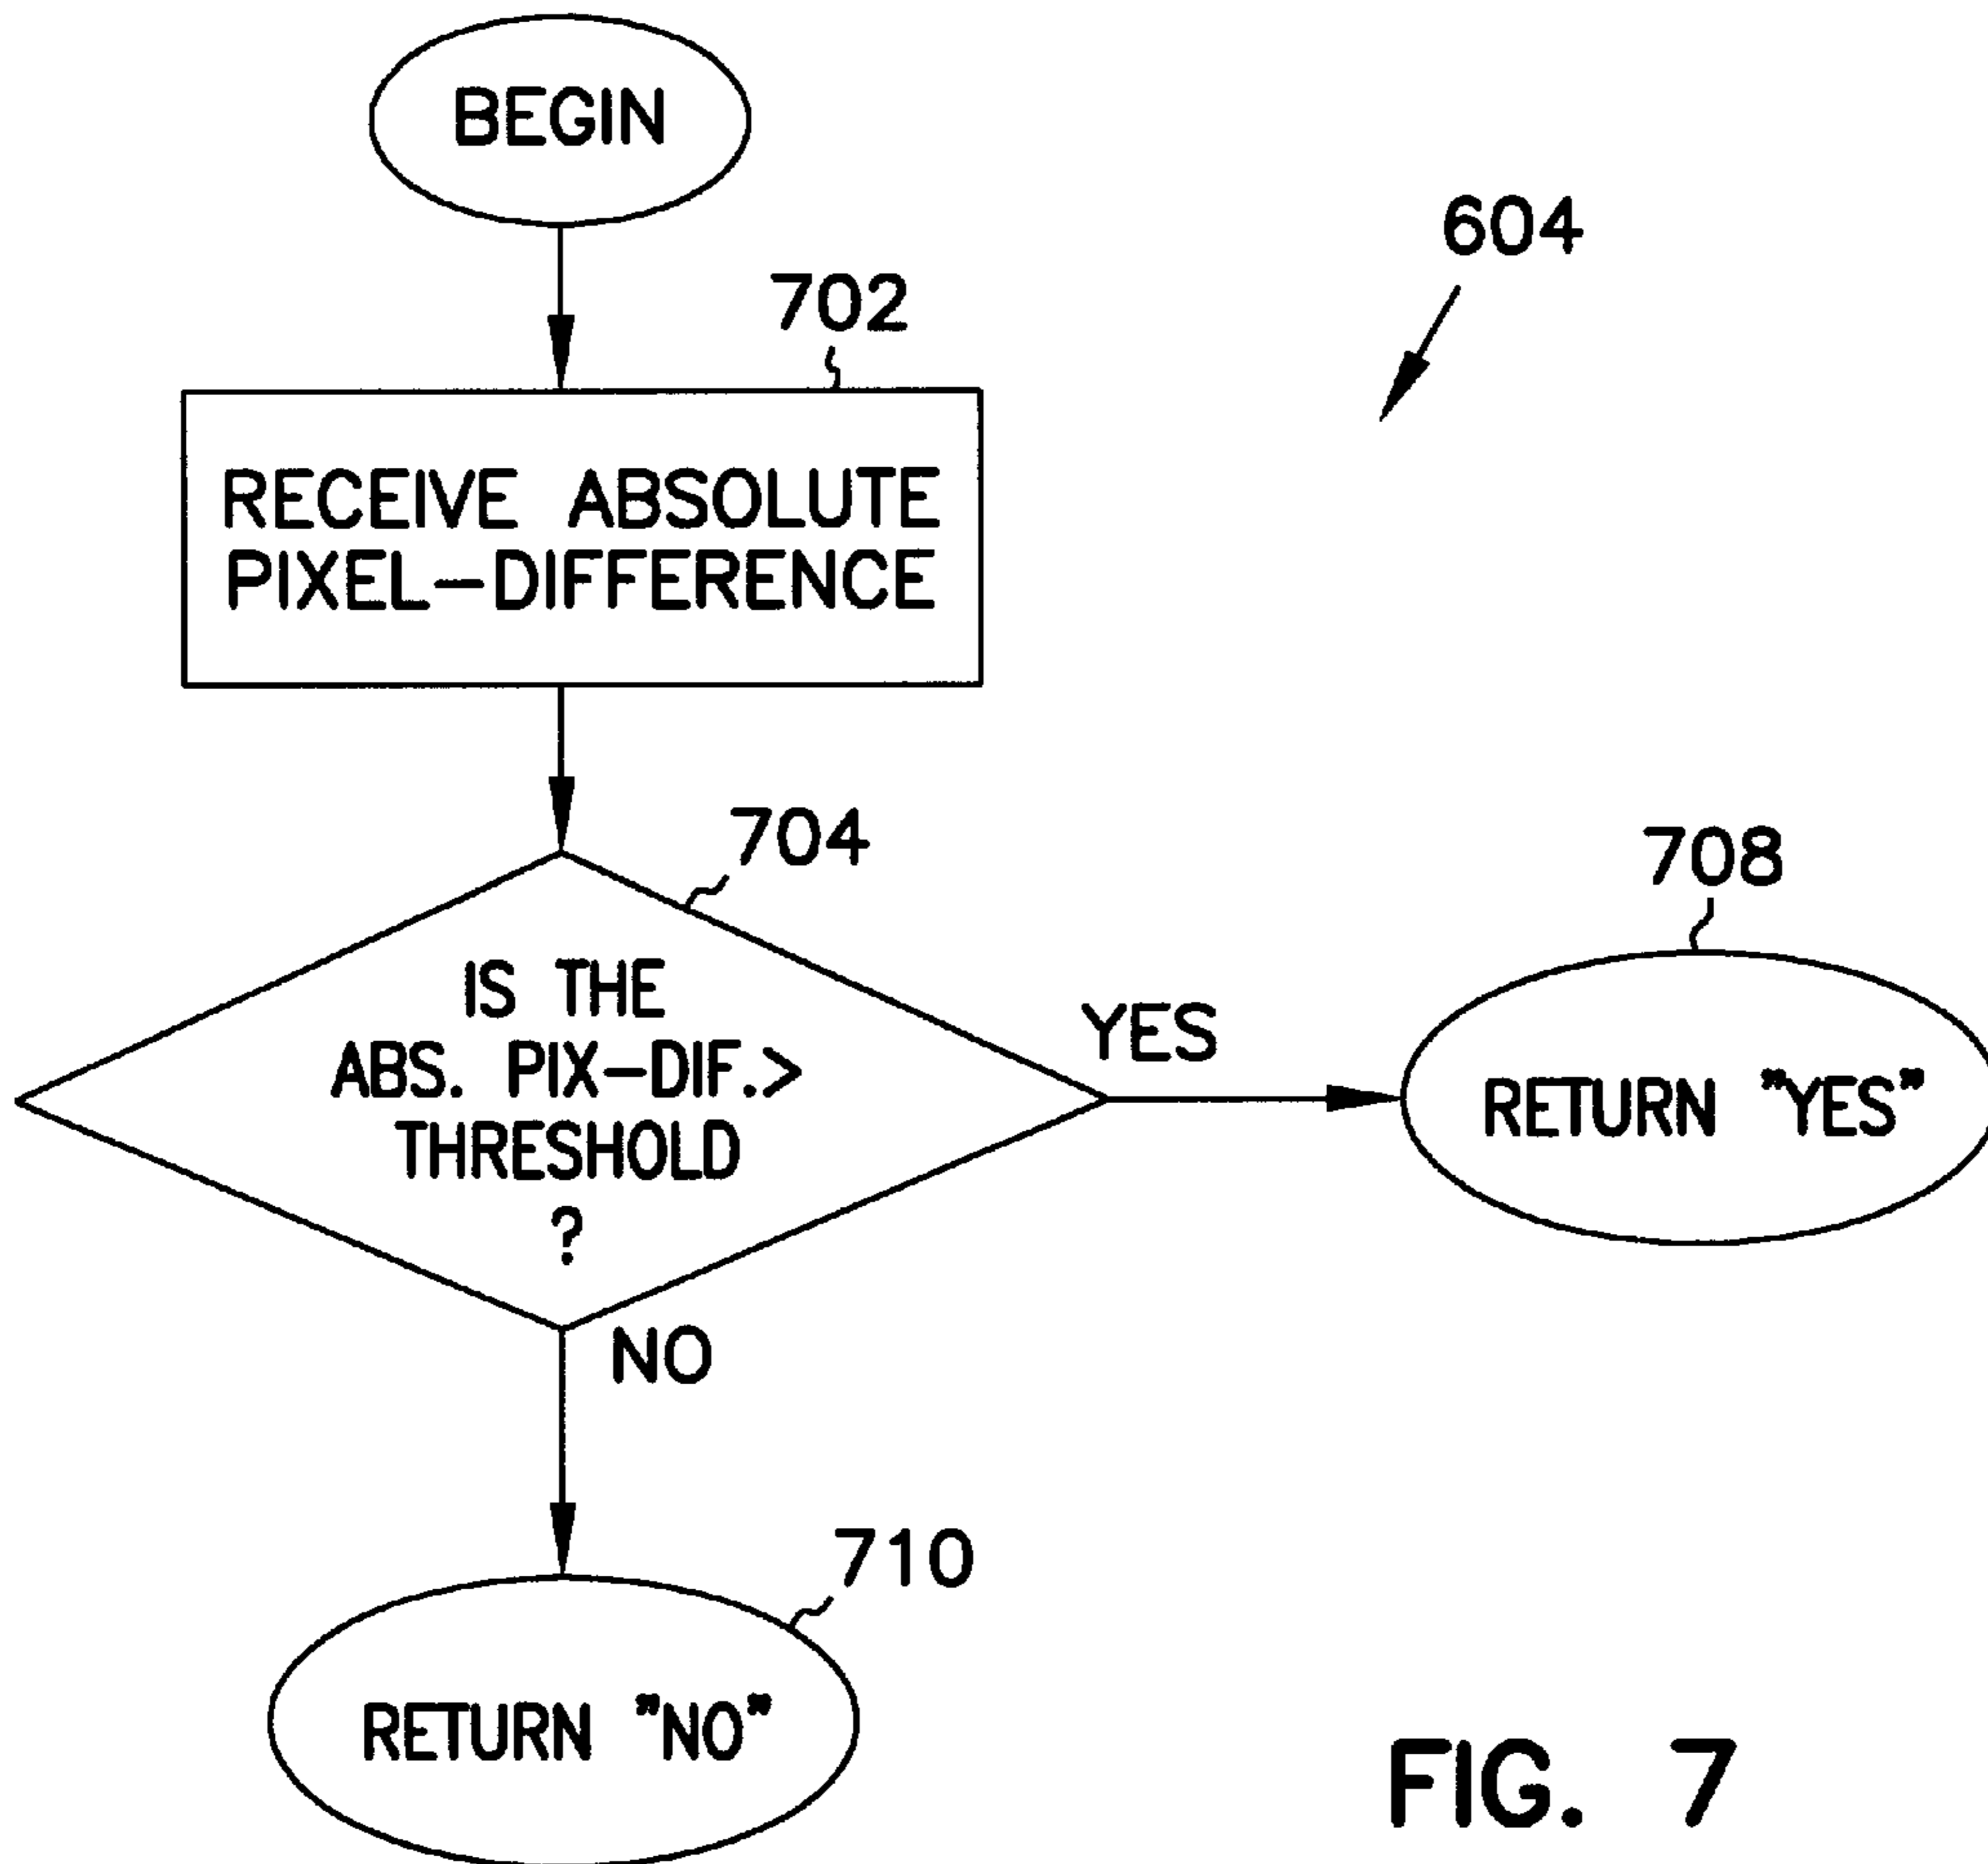 BEGIN
604
702
RECEIVE ABSOLUTE
PIXEL-DIFFERENCE
704
IS THE
ABS. PIX-DIF.>
THRESHOLD
?
YES
708
RETURN "YES"
NO
710
RETURN "NO"
FIG. 7